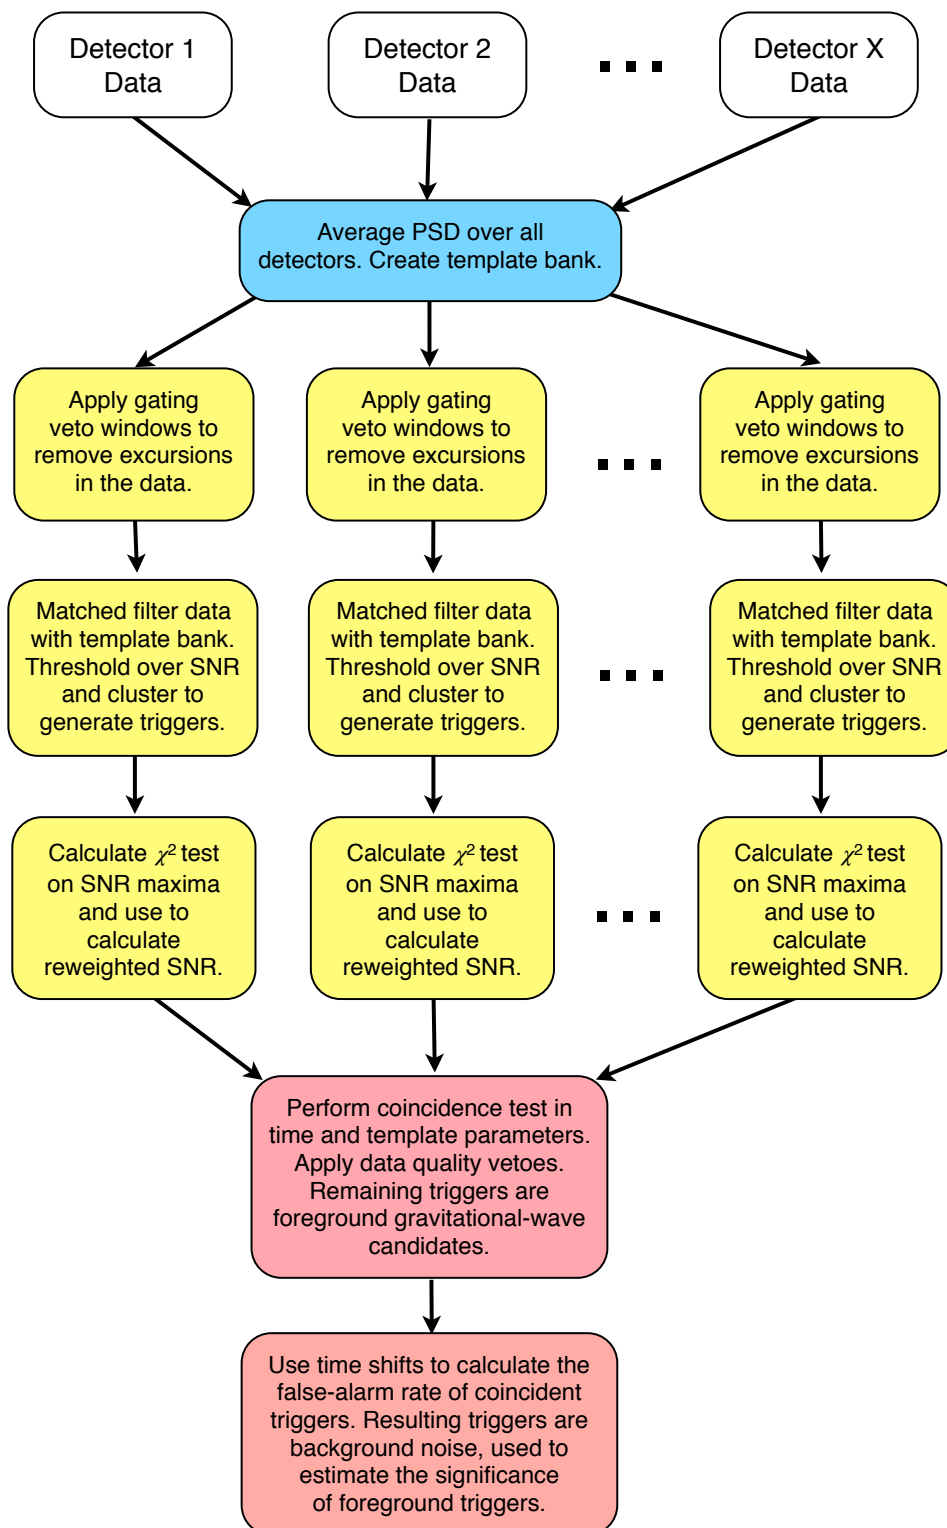 Detector 1
Data
Detector 2
Data
Detector X
Data
Average PSD over all
detectors. Create template bank.
Apply gating
veto windows to
remove excursions
in the data.
Apply gating
veto windows to
remove excursions
in the data.
Apply gating
veto windows to
remove excursions
in the data.
Matched filter data
with template bank.
Threshold over SNR
and cluster to
generate triggers.
Matched filter data
with template bank.
Threshold over SNR
and cluster to
generate triggers.
Matched filter data
with template bank.
Threshold over SNR
and cluster to
generate triggers.
Calculate χ² test
on SNR maxima
and use to
calculate
reweighted SNR.
Calculate χ² test
on SNR maxima
and use to
calculate
reweighted SNR.
Calculate χ² test
on SNR maxima
and use to
calculate
reweighted SNR.
Perform coincidence test in
time and template parameters.
Apply data quality vetoes.
Remaining triggers are
foreground gravitational-wave
candidates.
Use time shifts to calculate the
false-alarm rate of coincident
triggers. Resulting triggers are
background noise, used to
estimate the significance
of foreground triggers.